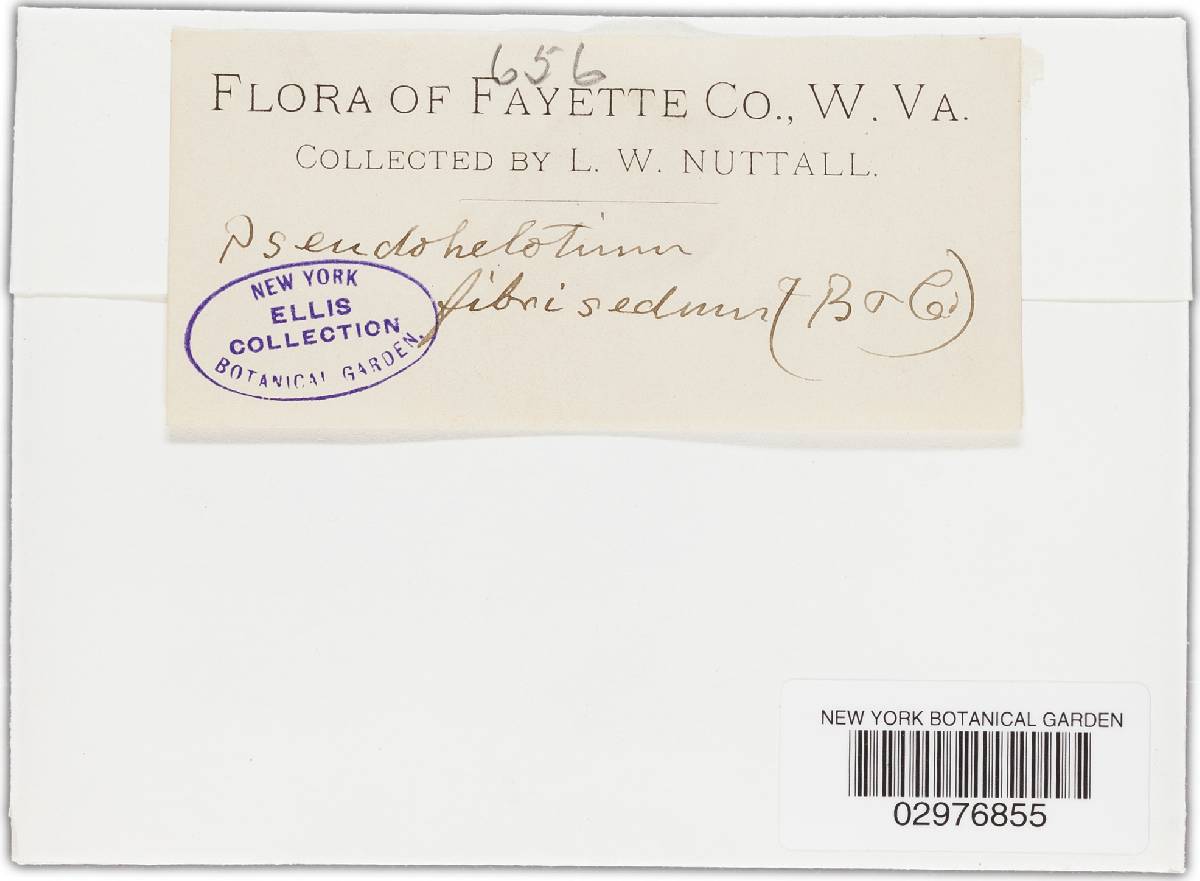 656
FLORA OF FAYETTE CO., W. VA.
COLLECTED BY L. W. NUTTALL.
Pseudohelotium
fibrisedum (B & C)
NEW YORK
ELLIS
COLLECTION
BOTANICAL GARDEN.
NEW YORK BOTANICAL GARDEN
02976855